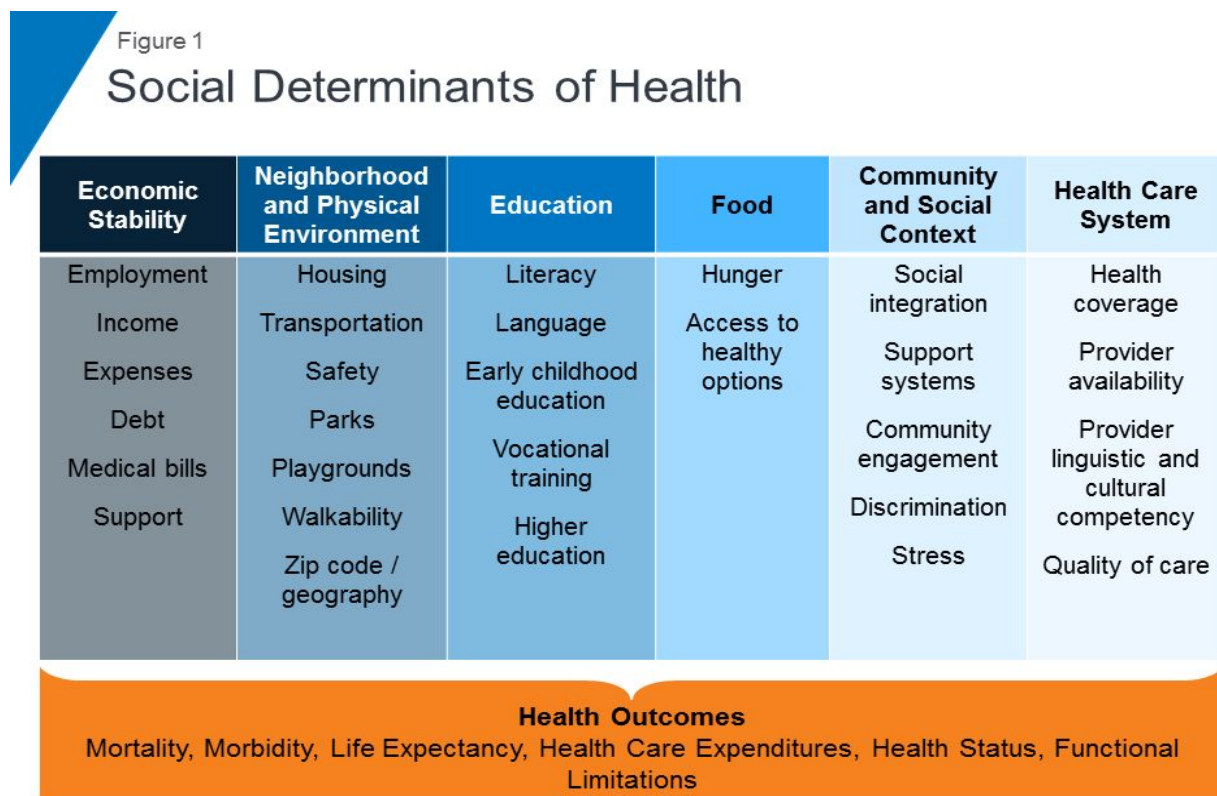 Figure 1
Social Determinants of Health
Economic
Stability
Neighborhood
and Physical
Environment
Education
Food
Community
and Social
Context
Health Care
System
Employment
Income
Expenses
Debt
Medical bills
Support
Housing
Transportation
Safety
Parks
Playgrounds
Walkability
Zip code /
geography
Literacy
Language
Early childhood
education
Vocational
training
Higher
education
Hunger
Access to
healthy
options
Social
integration
Support
systems
Community
engagement
Discrimination
Stress
Health
coverage
Provider
availability
Provider
linguistic and
cultural
competency
Quality of care
Health Outcomes
Mortality, Morbidity, Life Expectancy, Health Care Expenditures, Health Status, Functional
Limitations